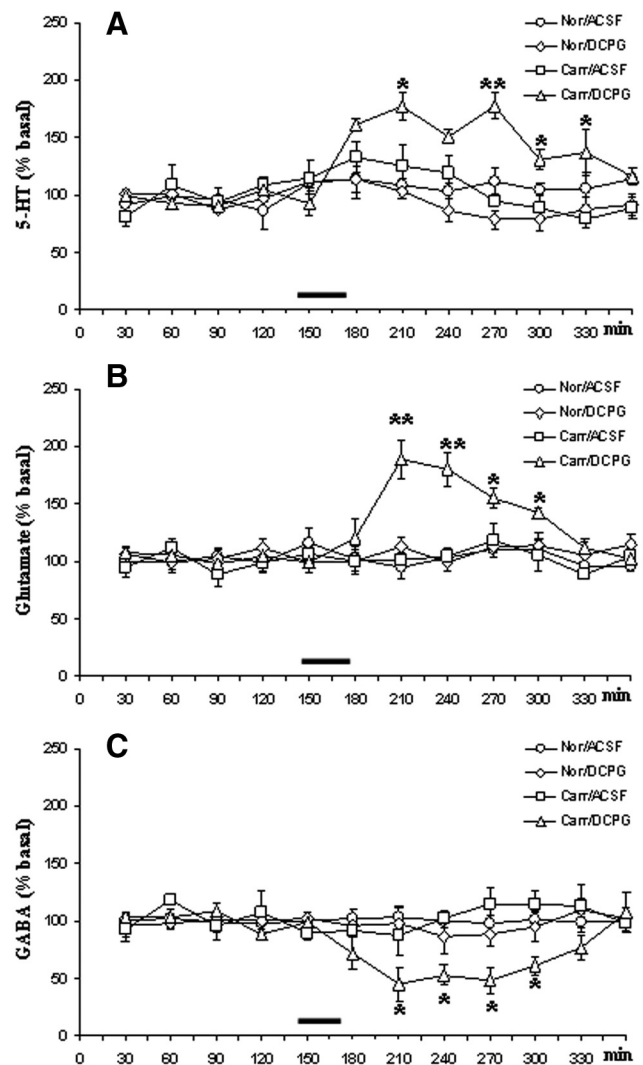 A
250
200
150
100
50
0
5-HT (% basal)
Nor/ACSF
Nor/DCPG
Carr/ACSF
Carr/DCPG
* ** * *
0 30 60 90 120 150 180 210 240 270 300 330 min
B
250
200
150
100
50
0
Glutamate (% basal)
Nor/ACSF
Nor/DCPG
Carr/ACSF
Carr/DCPG
** ** * *
0 30 60 90 120 150 180 210 240 270 300 330 min
C
250
200
150
100
50
0
GABA (% basal)
Nor/ACSF
Nor/DCPG
Carr/ACSF
Carr/DCPG
* * * *
0 30 60 90 120 150 180 210 240 270 300 330 min